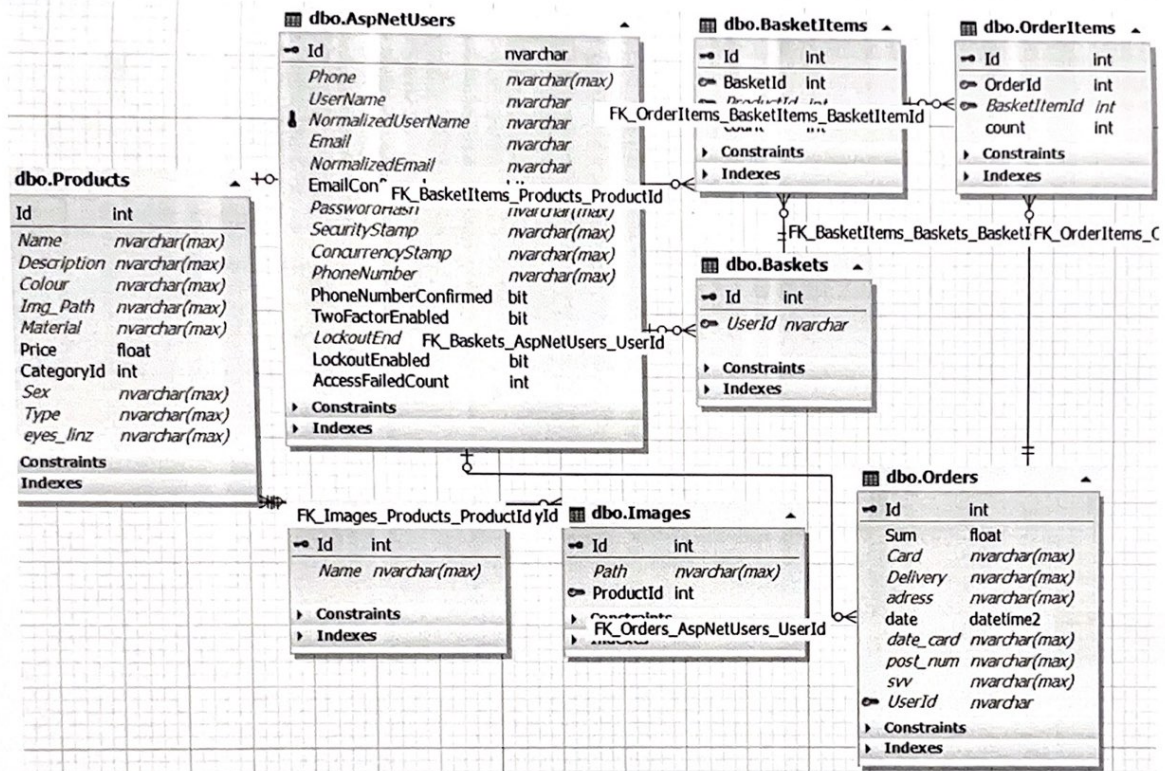 dbo.AspNetUsers
Id nvarchar
Phone nvarchar(max)
UserName nvarchar
NormalizedUserName nvarchar
Email nvarchar
NormalizedEmail nvarchar
FK_BasketItems_Products_ProductId
SecurityStamp nvarchar(max)
ConcurrencyStamp nvarchar(max)
PhoneNumber nvarchar(max)
PhoneNumberConfirmed bit
TwoFactorEnabled bit
LockoutEnd FK_Baskets_AspNetUsers_UserId
LockoutEnabled bit
AccessFailedCount int
Constraints
Indexes
dbo.BasketItems
Id int
BasketId int
ProductId int
FK_OrderItems_BasketItems_BasketItemId
Constraints
Indexes
dbo.OrderItems
Id int
OrderId int
BasketItemId int
count int
Constraints
Indexes
FK_BasketItems_Baskets_BasketI FK_OrderItems_
dbo.Products
Id int
Name nvarchar(max)
Description nvarchar(max)
Colour nvarchar(max)
Img_Path nvarchar(max)
Material nvarchar(max)
Price float
CategoryId int
Sex nvarchar(max)
Type nvarchar(max)
eyes_linz nvarchar(max)
Constraints
Indexes
dbo.Baskets
Id int
UserId nvarchar
Constraints
Indexes
FK_Images_Products_ProductId yId
Id int
Name nvarchar(max)
Constraints
Indexes
dbo.Images
Id int
Path nvarchar(max)
ProductId int
FK_Orders_AspNetUsers_UserId
dbo.Orders
Id int
Sum float
Card nvarchar(max)
Delivery nvarchar(max)
adress nvarchar(max)
date datetime2
date_card nvarchar(max)
post_num nvarchar(max)
svv nvarchar(max)
UserId nvarchar
Constraints
Indexes